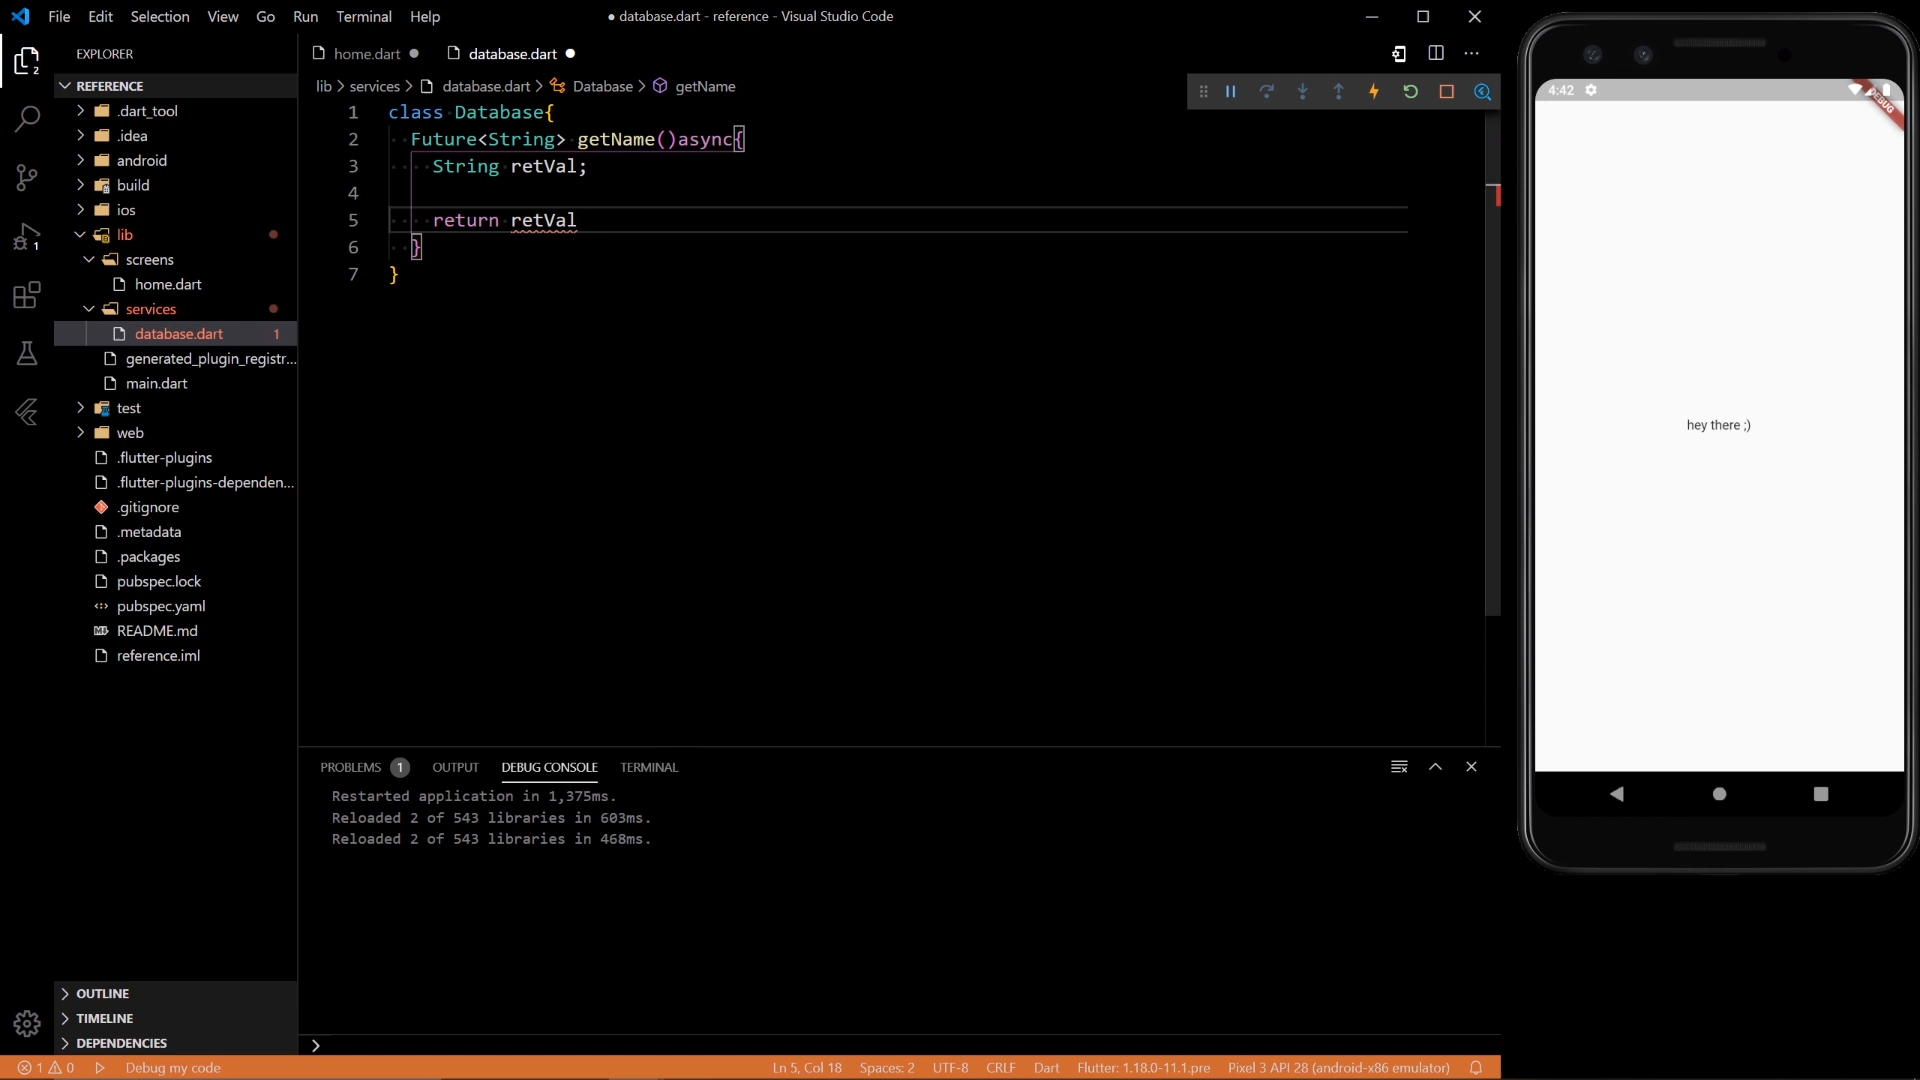 File Edit Selection View Go Run Terminal Help
● database.dart - reference - Visual Studio Code
EXPLORER
REFERENCE
.dart_tool
.idea
android
build
ios
lib
screens
home.dart
services
database.dart 1
generated_plugin_registr...
main.dart
test
web
.flutter-plugins
.flutter-plugins-dependen...
.gitignore
.metadata
.packages
pubspec.lock
pubspec.yaml
README.md
reference.iml
OUTLINE
TIMELINE
DEPENDENCIES
2
1
home.dart ●
database.dart ●
lib > services > database.dart > Database > getName
1 class Database{
2 Future<String> getName()async{
3 String retVal;
4
5 return retVal
6 }
7 }
PROBLEMS 1 OUTPUT DEBUG CONSOLE TERMINAL
Restarted application in 1,375ms.
Reloaded 2 of 543 libraries in 603ms.
Reloaded 2 of 543 libraries in 468ms.
1 0 Debug my code
Ln 5, Col 18 Spaces: 2 UTF-8 CRLF Dart Flutter: 1.18.0-11.1.pre Pixel 3 API 28 (android-x86 emulator)
4:42
DEBUG
hey there ;)